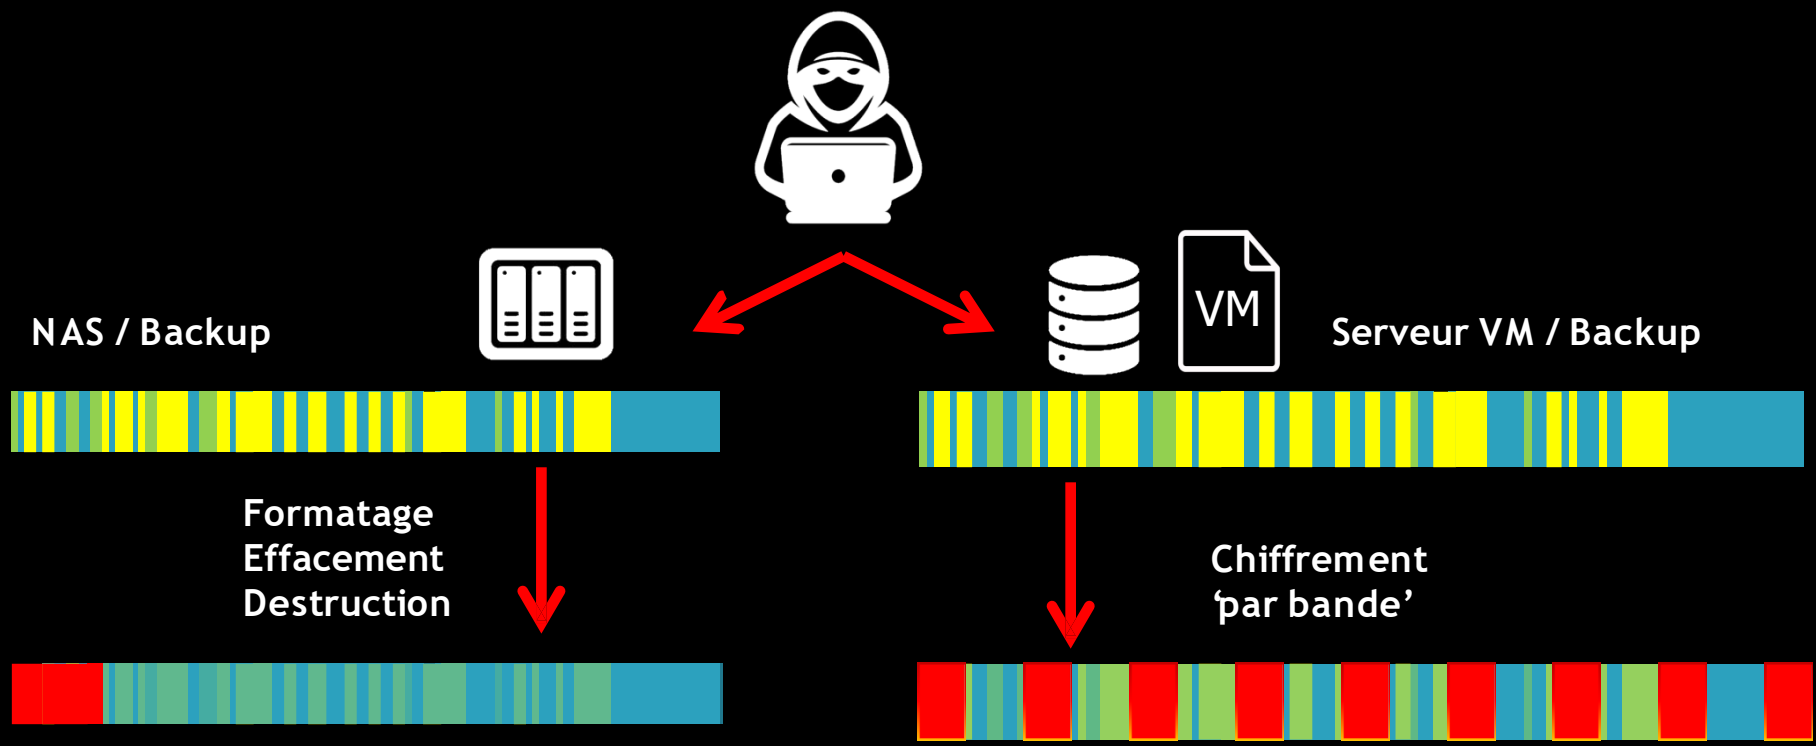 VM
NAS / Backup
Serveur VM / Backup
Formatage
Effacement
Destruction
Chiffrement
‘par bande’